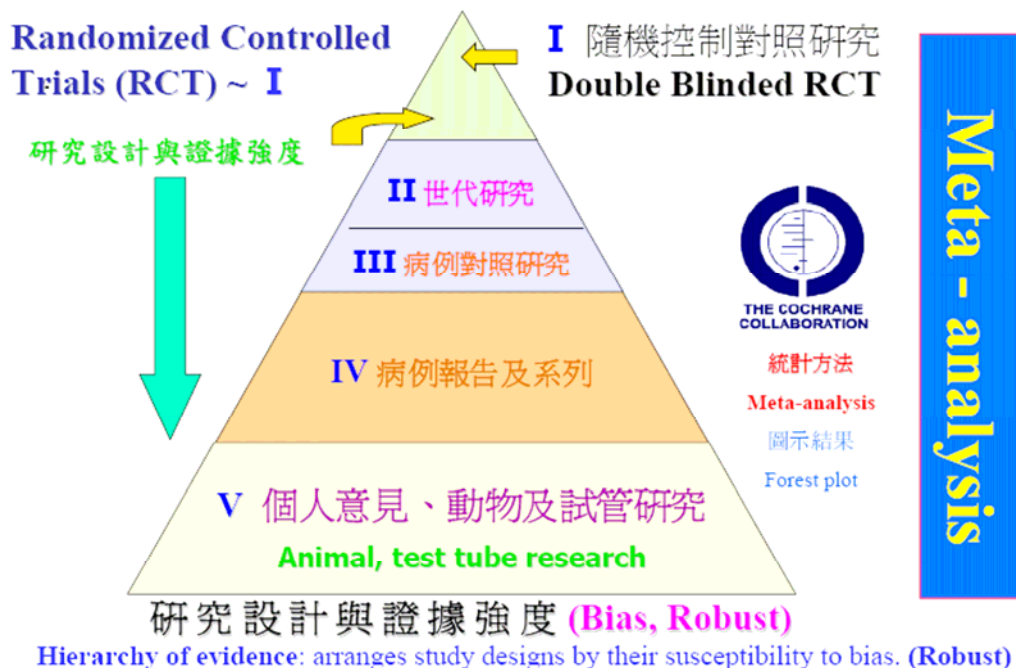 Randomized Controlled
Trials (RCT) ~ I
I 隨機控制對照研究
Double Blinded RCT
研究設計與證據強度
II 世代研究
III 病例對照研究
IV 病例報告及系列
V 個人意見、動物及試管研究
Animal, test tube research
THE COCHRANE
COLLABORATION
統計方法
Meta-analysis
圖示結果
Forest plot
Meta - analysis
研究設計與證據強度 (Bias, Robust)
Hierarchy of evidence: arranges study designs by their susceptibility to bias. (Robust)